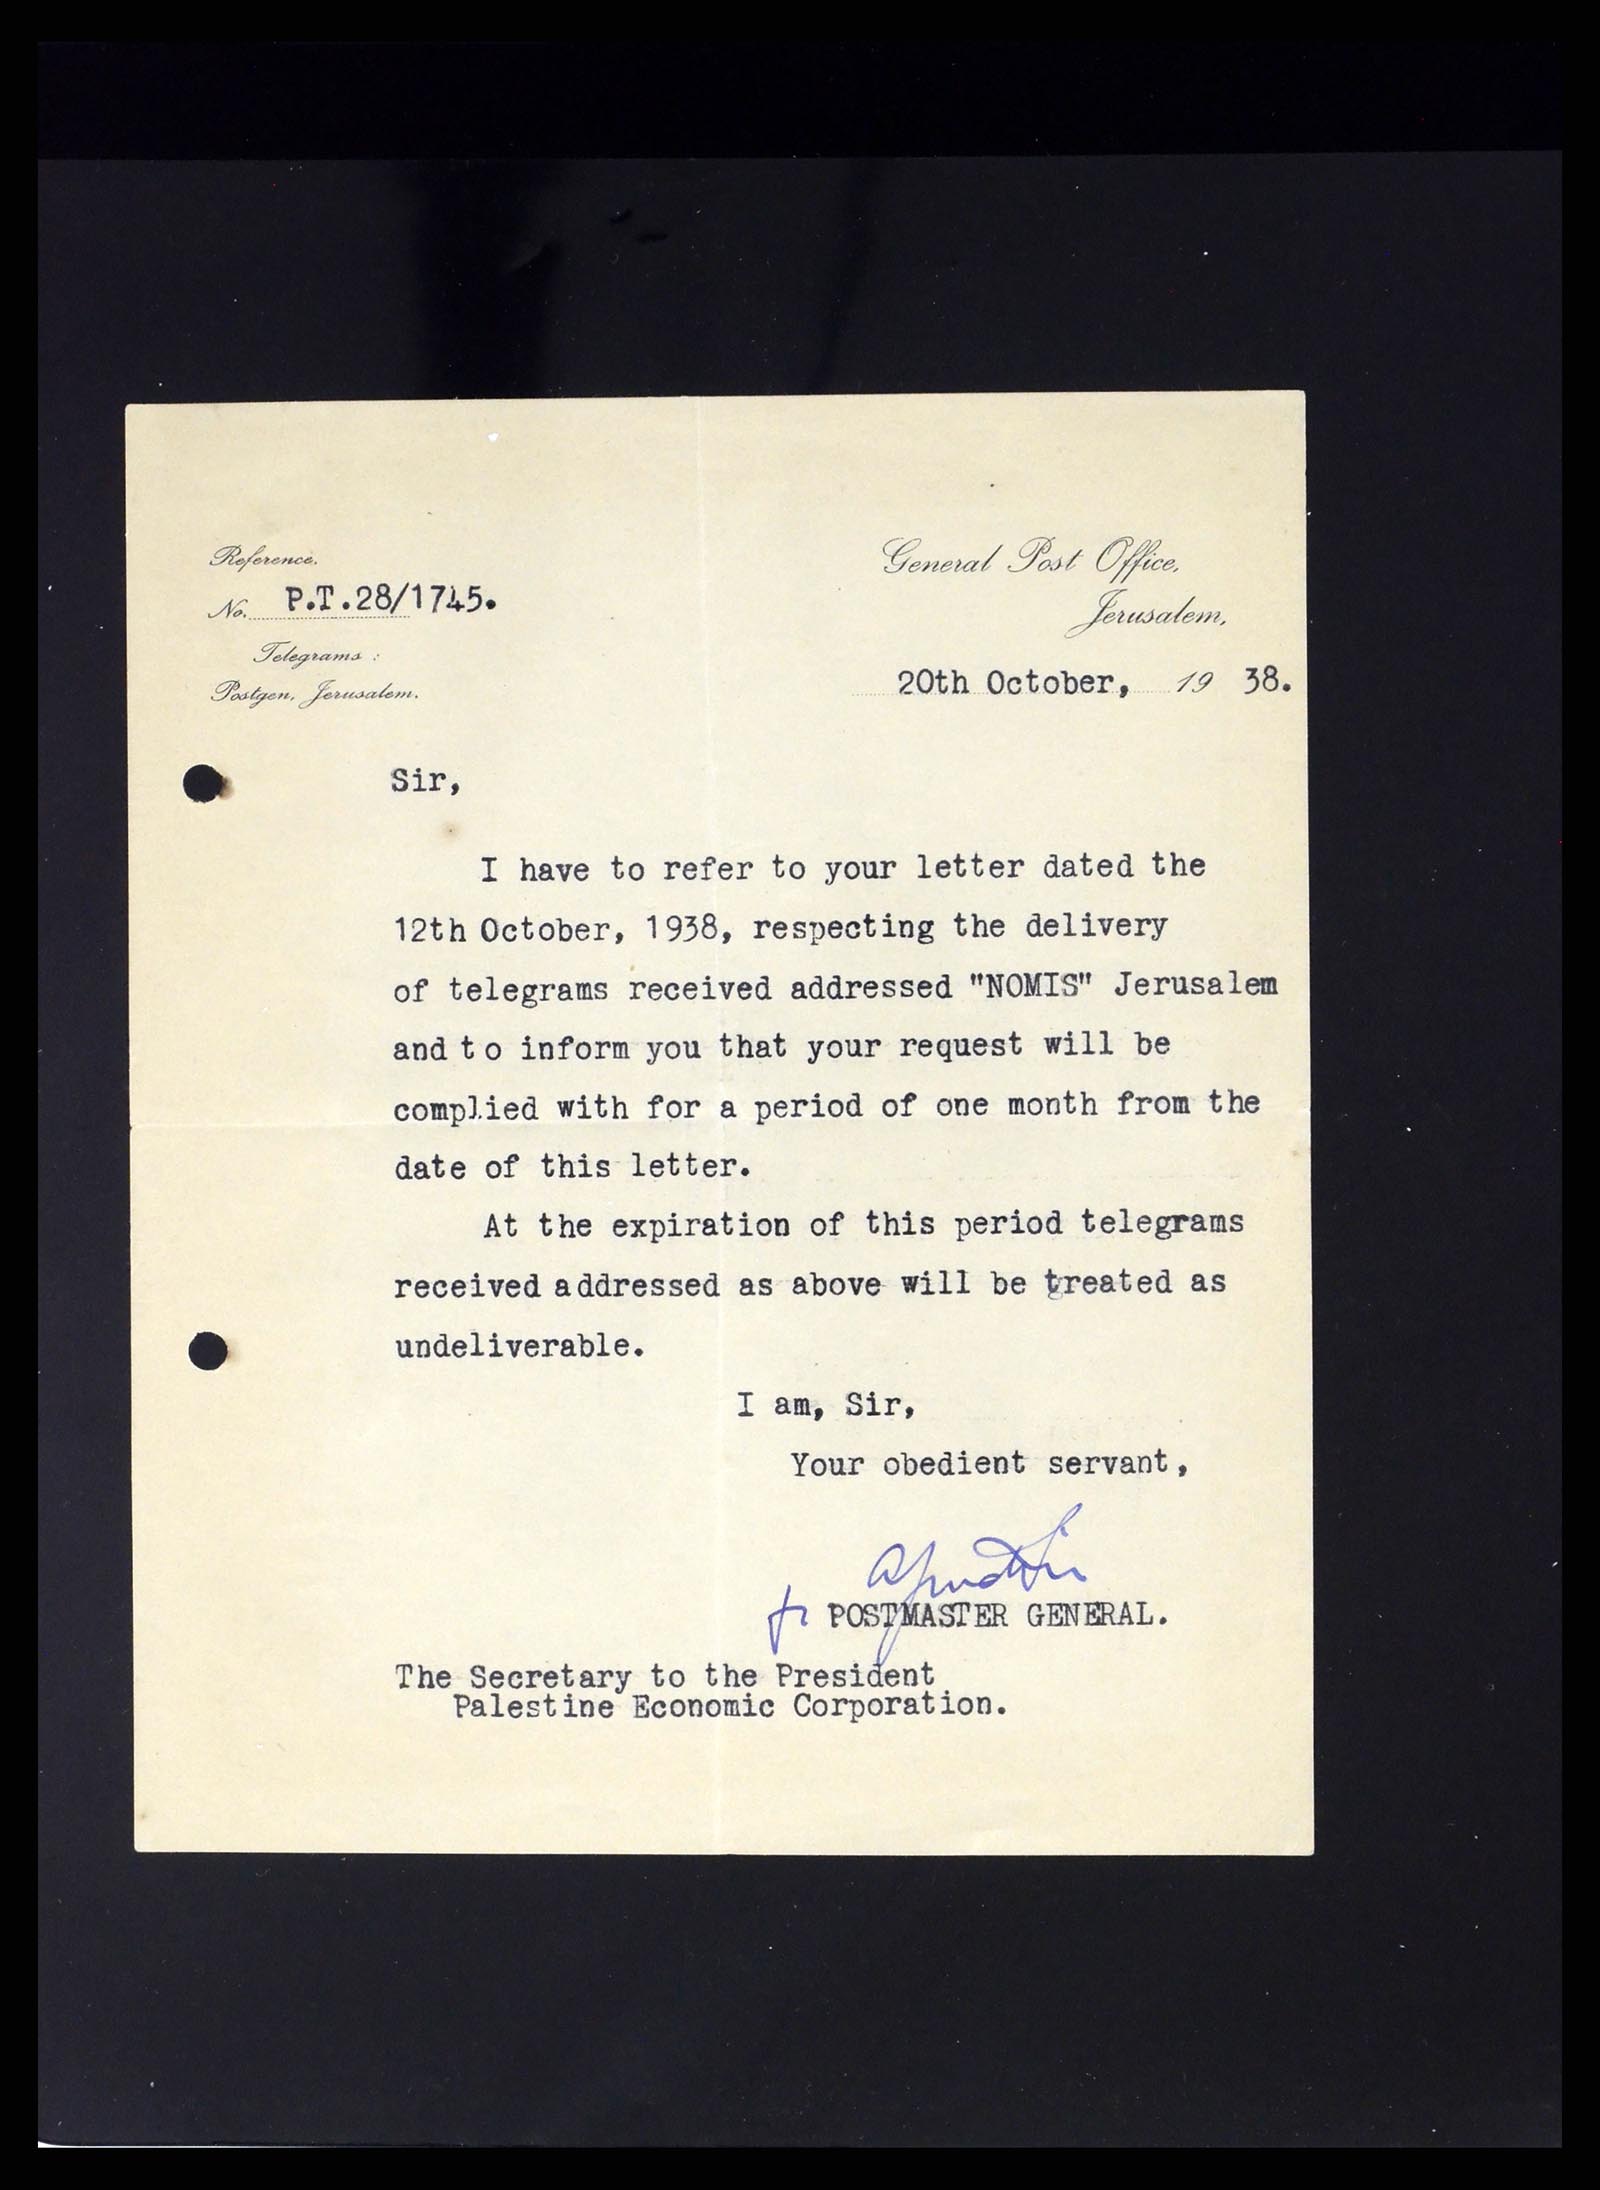 Reference.
No. P.T.28/1745.
Telegrams :
Postgen, Jerusalem.
General Post Office,
Jerusalem,
20th October, 19 38.
Sir,
I have to refer to your letter dated the
12th October, 1938, respecting the delivery
of telegrams received addressed "NOMIS" Jerusalem
and to inform you that your request will be
complied with for a period of one month from the
date of this letter.
At the expiration of this period telegrams
received addressed as above will be treated as
undeliverable.
I am, Sir,
Your obedient servant,
fr POSTMASTER GENERAL.
The Secretary to the President
Palestine Economic Corporation.